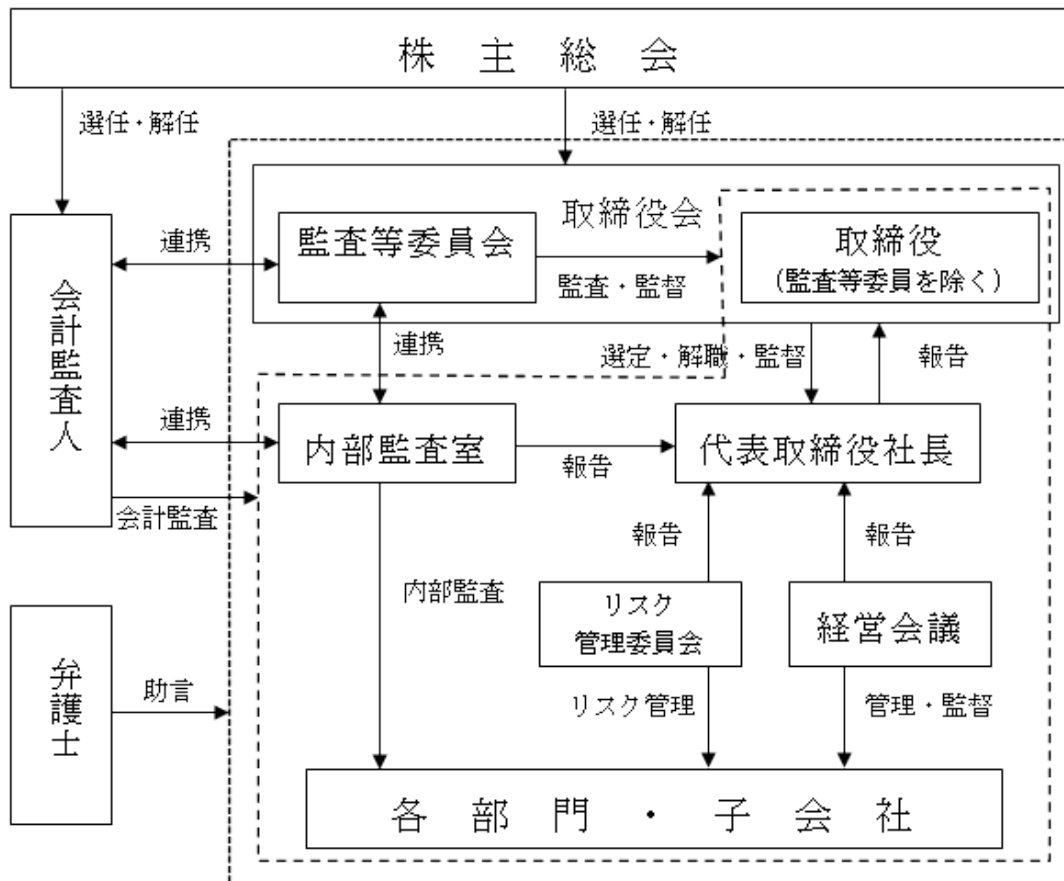 株主総会
選任・解任
選任・解任
取締役会
監査等委員会
取締役
(監査等委員を除く)
連携
監査・監督
会計監査人
連携
選定・解職・監督
報告
連携
内部監査室
報告
代表取締役社長
会計監査
報告
報告
内部監査
リスク
管理委員会
経営会議
弁護士
助言
リスク管理
管理・監督
各部門・子会社